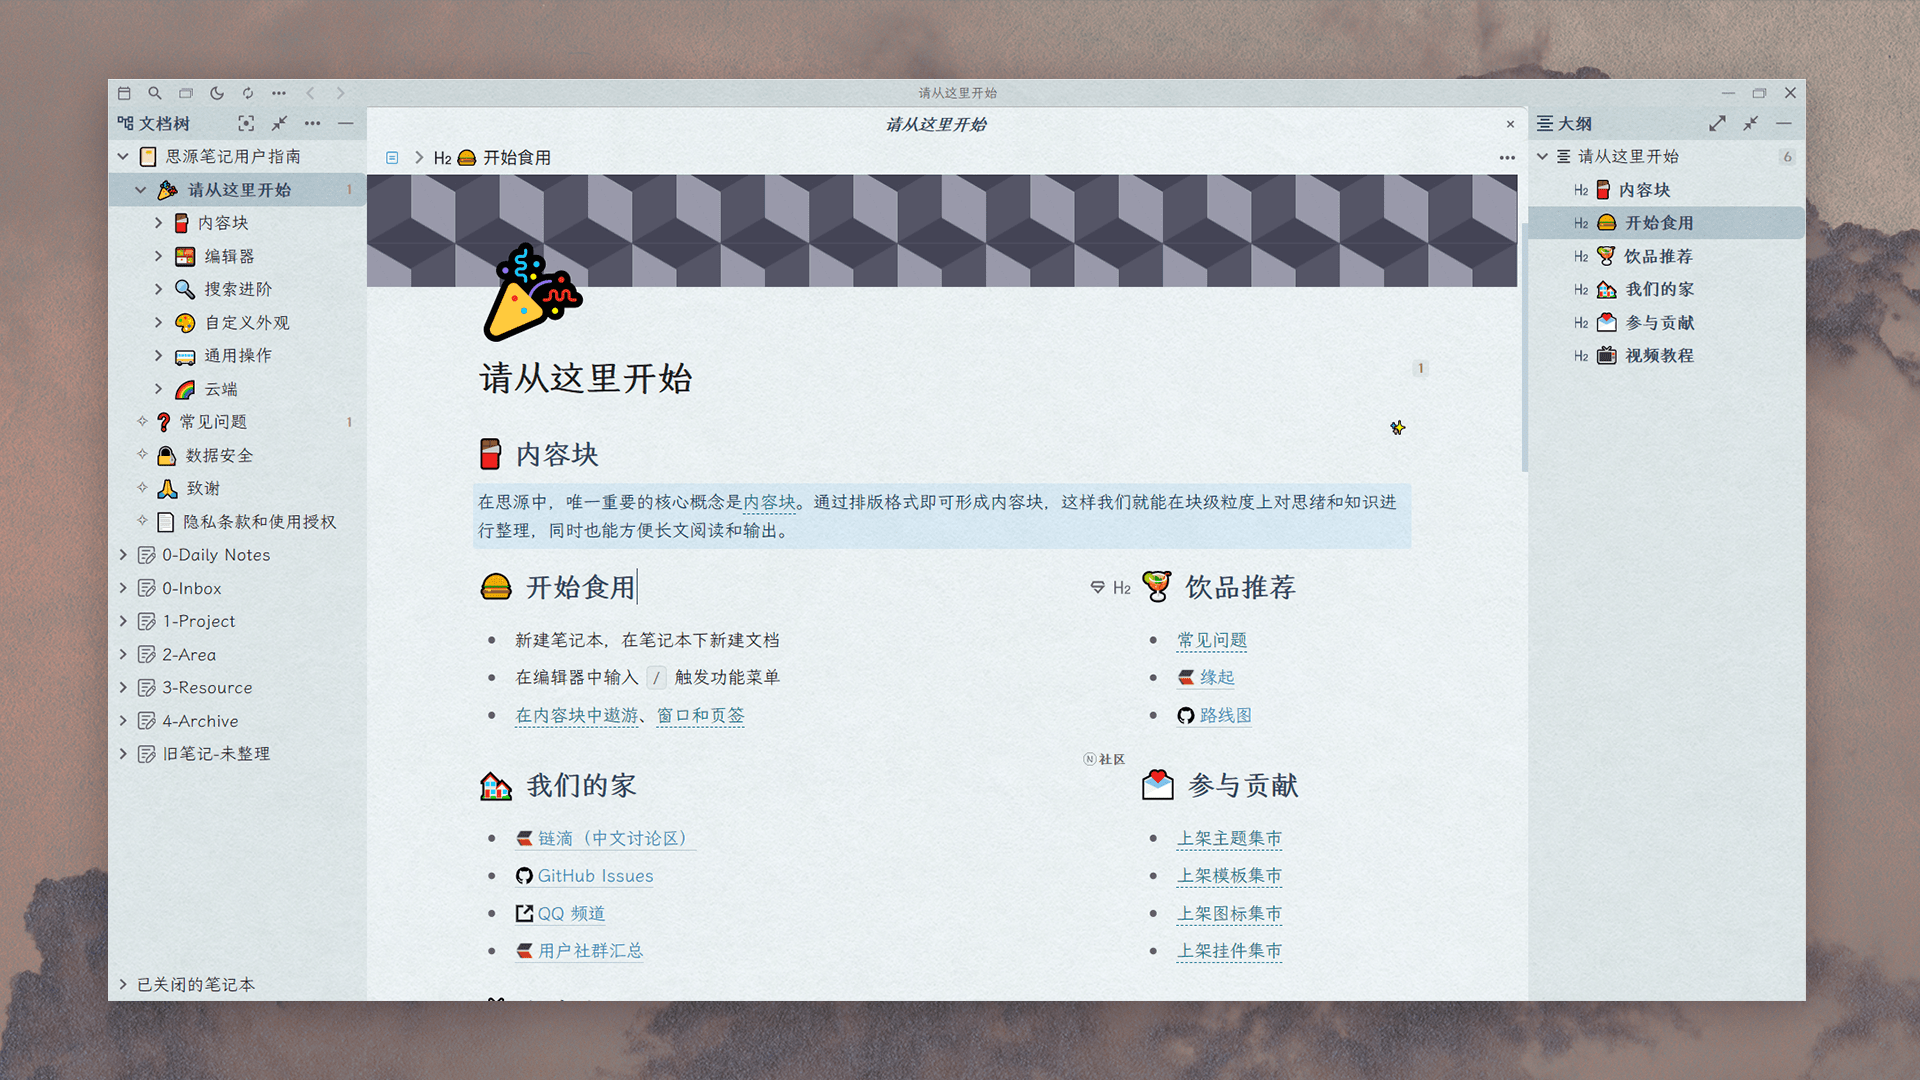 请从这里开始
文档树
思源笔记用户指南
请从这里开始 1
内容块
编辑器
搜索进阶
自定义外观
通用操作
云端
常见问题 1
数据安全
致谢
隐私条款和使用授权
0-Daily Notes
0-Inbox
1-Project
2-Area
3-Resource
4-Archive
旧笔记-未整理
已关闭的笔记本
请从这里开始
H2 开始食用
请从这里开始
1
内容块
在思源中，唯一重要的核心概念是内容块。通过排版格式即可形成内容块，这样我们就能在块级粒度上对思绪和知识进
行整理，同时也能方便长文阅读和输出。
开始食用
新建笔记本，在笔记本下新建文档
在编辑器中输入 / 触发功能菜单
在内容块中遨游、窗口和页签
H2 饮品推荐
常见问题
缘起
路线图
我们的家
链滴（中文讨论区）
GitHub Issues
QQ 频道
用户社群汇总
N 社区
参与贡献
上架主题集市
上架模板集市
上架图标集市
上架挂件集市
大纲
请从这里开始 6
H2 内容块
H2 开始食用
H2 饮品推荐
H2 我们的家
H2 参与贡献
H2 视频教程